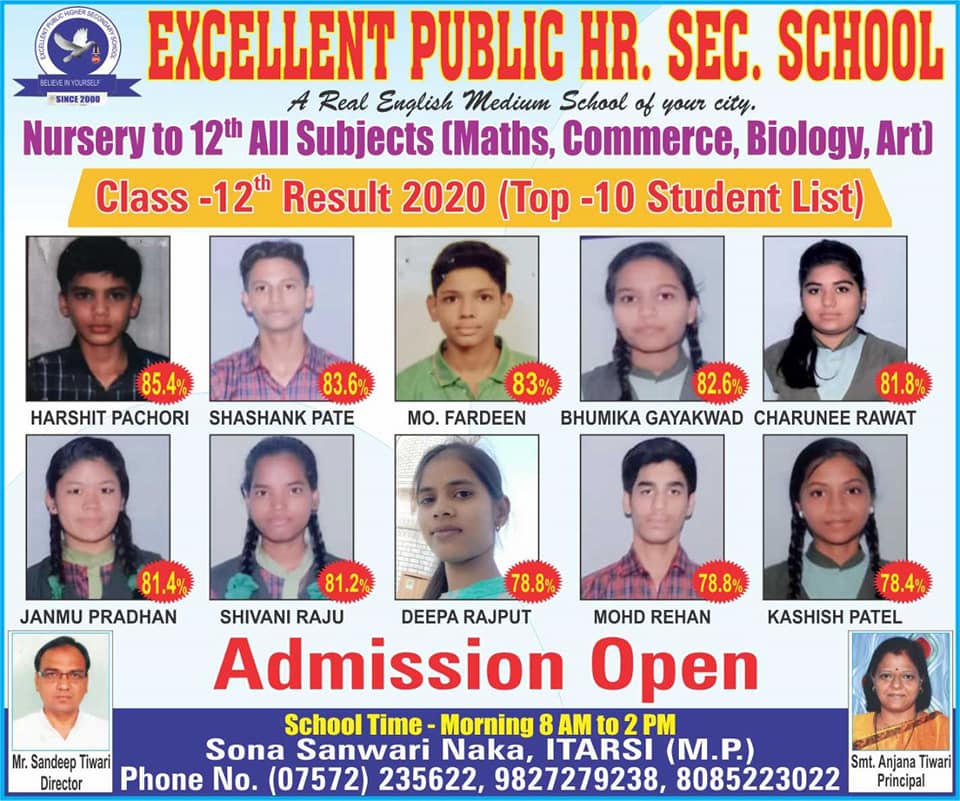 EXCELLENT PUBLIC HIGHER SECONDARY SCHOOL
BELIEVE IN YOURSELF
SINCE 2000
EXCELLENT PUBLIC HR. SEC. SCHOOL
A Real English Medium School of your city.
Nursery to 12th All Subjects (Maths, Commerce, Biology, Art)
Class -12th Result 2020 (Top -10 Student List)
85.4% 83.6% 83% 82.6% 81.8%
HARSHIT PACHORI SHASHANK PATE MO. FARDEEN BHUMIKA GAYAKWAD CHARUNEE RAWAT
81.4% 81.2% 78.8% 78.8% 78.4%
JANMU PRADHAN SHIVANI RAJU DEEPA RAJPUT MOHD REHAN KASHISH PATEL
Admission Open
School Time - Morning 8 AM to 2 PM
Sona Sanwari Naka, ITARSI (M.P.)
Phone No. (07572) 235622, 9827279238, 8085223022
Mr. Sandeep Tiwari
Director
Smt. Anjana Tiwari
Principal